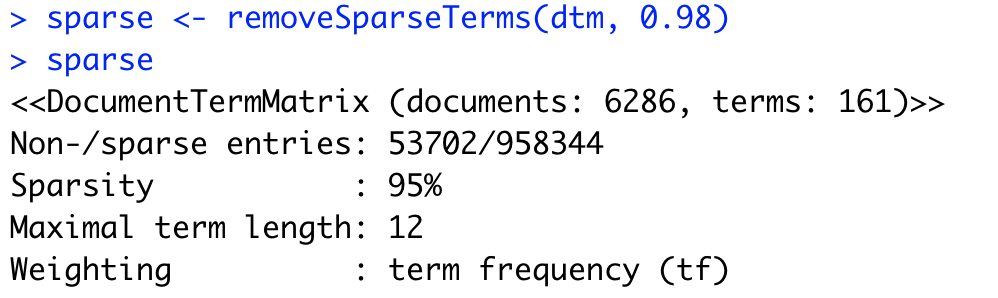 > sparse <- removeSparseTerms(dtm, 0.98)
> sparse
<<DocumentTermMatrix (documents: 6286, terms: 161)>>
Non-/sparse entries: 53702/958344
Sparsity           : 95%
Maximal term length: 12
Weighting          : term frequency (tf)